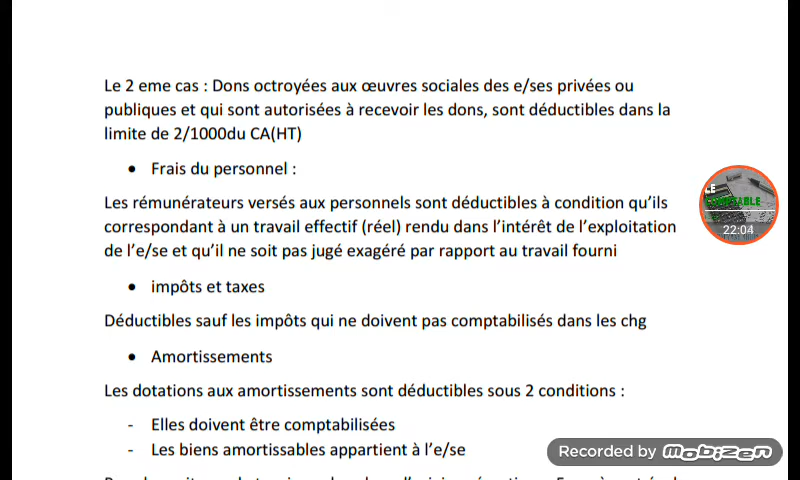 Le 2 eme cas : Dons octroyées aux œuvres sociales des e/ses privées ou
publiques et qui sont autorisées à recevoir les dons, sont déductibles dans la
limite de 2/1000du CA(HT)
• Frais du personnel :
Les rémunérateurs versés aux personnels sont déductibles à condition qu'ils
correspondant à un travail effectif (réel) rendu dans l'intérêt de l'exploitation
de l'e/se et qu'il ne soit pas jugé exagéré par rapport au travail fourni
• impôts et taxes
Déductibles sauf les impôts qui ne doivent pas comptabilisés dans les chg
• Amortissements
Les dotations aux amortissements sont déductibles sous 2 conditions :
- Elles doivent être comptabilisées
- Les biens amortissables appartient à l'e/se
LE
22:04
Recorded by mobizen